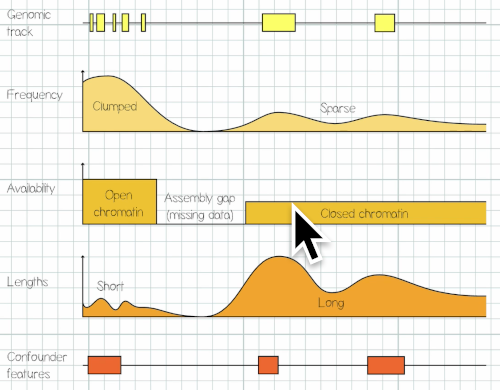 Genomic
track
Frequency
Clumped
Sparse
Availability
Open
chromatin
Assembly gap
(missing data)
Closed chromatin
Lengths
Short
Long
Confounder
features